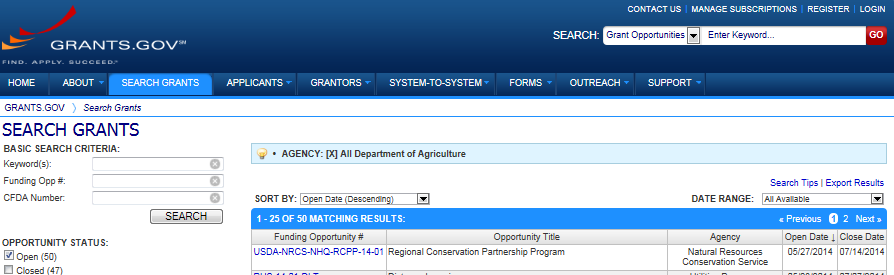 CONTACT US | MANAGE SUBSCRIPTIONS | REGISTER | LOGIN
GRANTS.GOV℠
FIND. APPLY. SUCCEED.℠
SEARCH: Grant Opportunities Enter Keyword... GO
HOME ABOUT SEARCH GRANTS APPLICANTS GRANTORS SYSTEM-TO-SYSTEM FORMS OUTREACH SUPPORT
GRANTS.GOV 〉 Search Grants
SEARCH GRANTS
BASIC SEARCH CRITERIA:
Keyword(s):
Funding Opp #:
CFDA Number:
SEARCH
OPPORTUNITY STATUS:
Open (50)
Closed (47)
• AGENCY: [X] All Department of Agriculture
Search Tips | Export Results
SORT BY: Open Date (Descending) DATE RANGE: All Available
1 - 25 OF 50 MATCHING RESULTS: « Previous 1 2 Next »
Funding Opportunity # Opportunity Title Agency Open Date ↓ Close Date
USDA-NRCS-NHQ-RCPP-14-01 Regional Conservation Partnership Program Natural Resources 05/27/2014 07/14/2014
Conservation Service